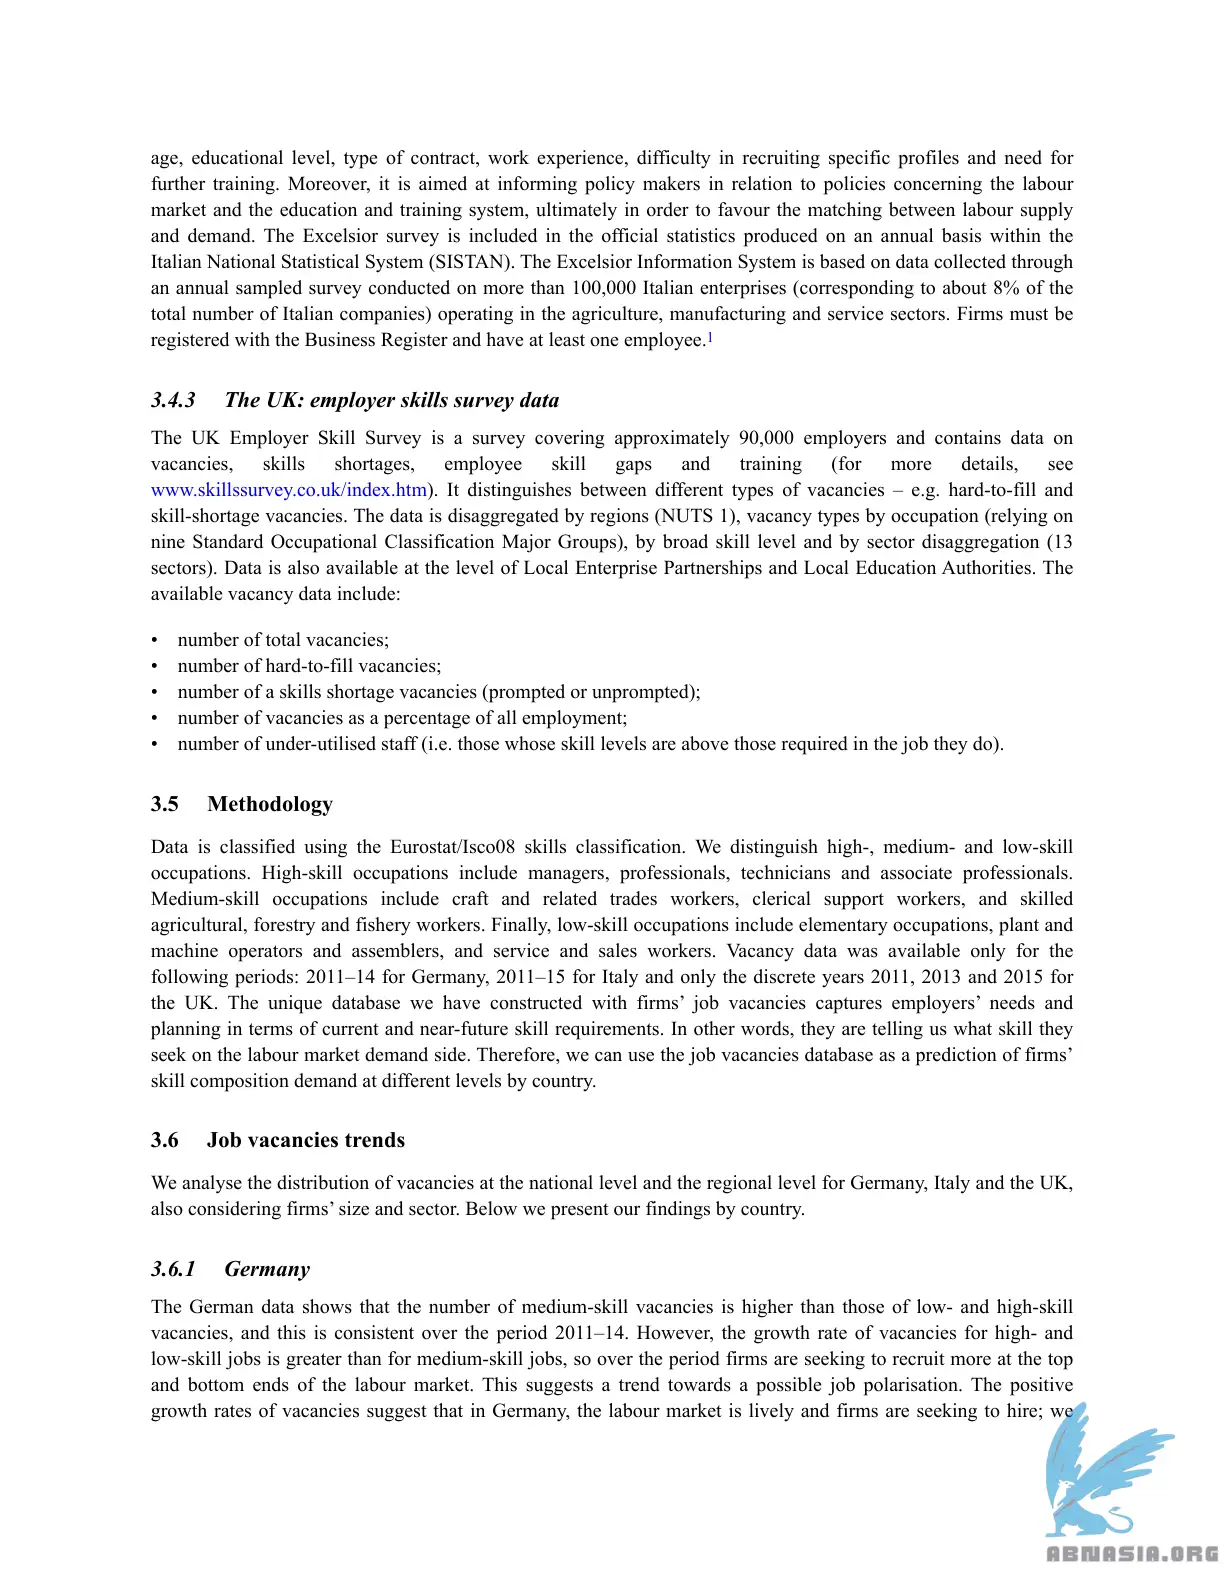 age, educational level, type of contract, work experience, difficulty in recruiting specific profiles and need for
further training. Moreover, it is aimed at informing policy makers in relation to policies concerning the labour
market and the education and training system, ultimately in order to favour the matching between labour supply
and demand. The Excelsior survey is included in the official statistics produced on an annual basis within the
Italian National Statistical System (SISTAN). The Excelsior Information System is based on data collected through
an annual sampled survey conducted on more than 100,000 Italian enterprises (corresponding to about 8% of the
total number of Italian companies) operating in the agriculture, manufacturing and service sectors. Firms must be
registered with the Business Register and have at least one employee.1
3.4.3 The UK: employer skills survey data
The UK Employer Skill Survey is a survey covering approximately 90,000 employers and contains data on
vacancies, skills shortages, employee skill gaps and training (for more details, see
www.skillssurvey.co.uk/index.htm). It distinguishes between different types of vacancies – e.g. hard-to-fill and
skill-shortage vacancies. The data is disaggregated by regions (NUTS 1), vacancy types by occupation (relying on
nine Standard Occupational Classification Major Groups), by broad skill level and by sector disaggregation (13
sectors). Data is also available at the level of Local Enterprise Partnerships and Local Education Authorities. The
available vacancy data include:
• number of total vacancies;
• number of hard-to-fill vacancies;
• number of a skills shortage vacancies (prompted or unprompted);
• number of vacancies as a percentage of all employment;
• number of under-utilised staff (i.e. those whose skill levels are above those required in the job they do).
3.5 Methodology
Data is classified using the Eurostat/Isco08 skills classification. We distinguish high-, medium- and low-skill
occupations. High-skill occupations include managers, professionals, technicians and associate professionals.
Medium-skill occupations include craft and related trades workers, clerical support workers, and skilled
agricultural, forestry and fishery workers. Finally, low-skill occupations include elementary occupations, plant and
machine operators and assemblers, and service and sales workers. Vacancy data was available only for the
following periods: 2011–14 for Germany, 2011–15 for Italy and only the discrete years 2011, 2013 and 2015 for
the UK. The unique database we have constructed with firms’ job vacancies captures employers’ needs and
planning in terms of current and near-future skill requirements. In other words, they are telling us what skill they
seek on the labour market demand side. Therefore, we can use the job vacancies database as a prediction of firms’
skill composition demand at different levels by country.
3.6 Job vacancies trends
We analyse the distribution of vacancies at the national level and the regional level for Germany, Italy and the UK,
also considering firms’ size and sector. Below we present our findings by country.
3.6.1 Germany
The German data shows that the number of medium-skill vacancies is higher than those of low- and high-skill
vacancies, and this is consistent over the period 2011–14. However, the growth rate of vacancies for high- and
low-skill jobs is greater than for medium-skill jobs, so over the period firms are seeking to recruit more at the top
and bottom ends of the labour market. This suggests a trend towards a possible job polarisation. The positive
growth rates of vacancies suggest that in Germany, the labour market is lively and firms are seeking to hire; we
ABNASIA.ORG